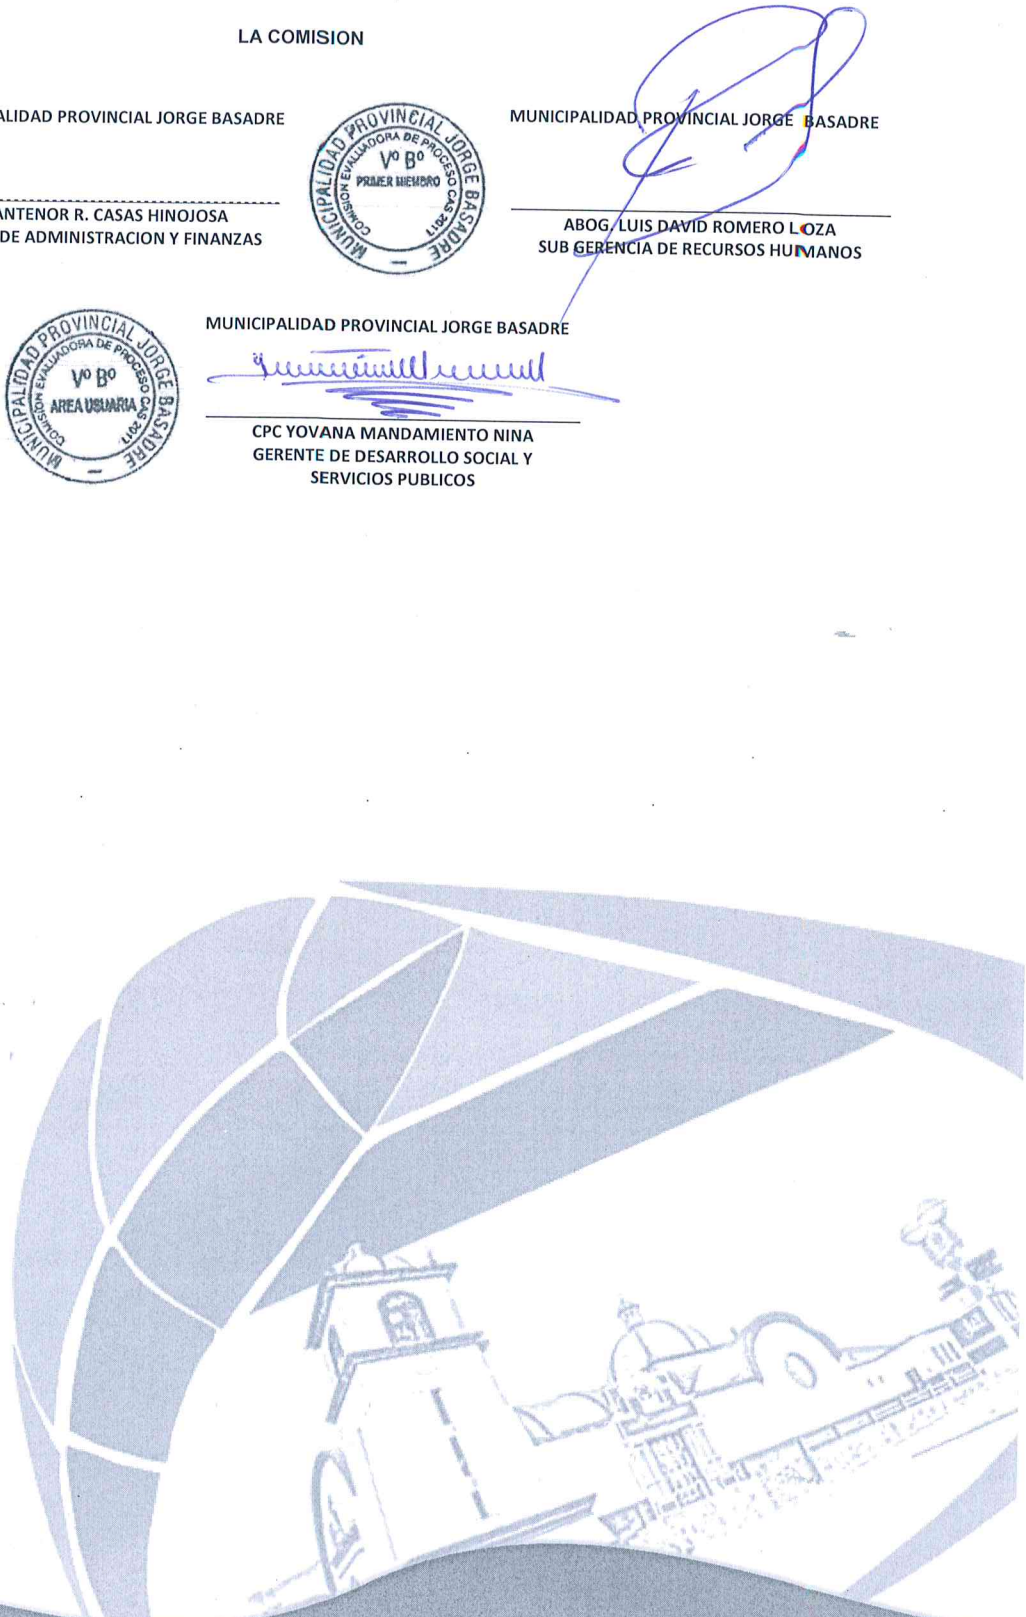 LA COMISION
ALIDAD PROVINCIAL JORGE BASADRE
ANTENOR R. CASAS HINOJOSA
DE ADMINISTRACION Y FINANZAS
MUNICIPALIDAD PROVINCIAL JORGE BASADRE
COMISION EVALUADORA DE PROCESO CAS 2017
Vº Bº
PRIMER MIEMBRO
MUNICIPALIDAD PROVINCIAL JORGE BASADRE
ABOG. LUIS DAVID ROMERO LOZA
SUB GERENCIA DE RECURSOS HUMANOS
MUNICIPALIDAD PROVINCIAL JORGE BASADRE
COMISION EVALUADORA DE PROCESO CAS 2017
Vº Bº
AREA USUARIA
MUNICIPALIDAD PROVINCIAL JORGE BASADRE
CPC YOVANA MANDAMIENTO NINA
GERENTE DE DESARROLLO SOCIAL Y
SERVICIOS PUBLICOS